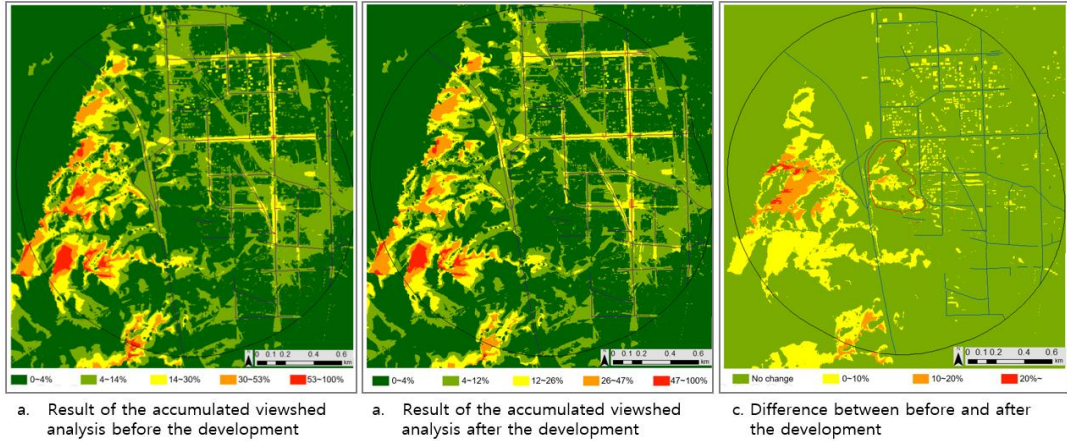 0 0.1 0.2 0.4 0.6
km
0~4% 4~14% 14~30% 30~53% 53~100%
a. Result of the accumulated viewshed
analysis before the development
0 0.1 0.2 0.4 0.6
km
0~4% 4~12% 12~26% 26~47% 47~100%
a. Result of the accumulated viewshed
analysis after the development
0 0.1 0.2 0.4 0.6
km
No change 0~10% 10~20% 20%~
c. Difference between before and after
the development